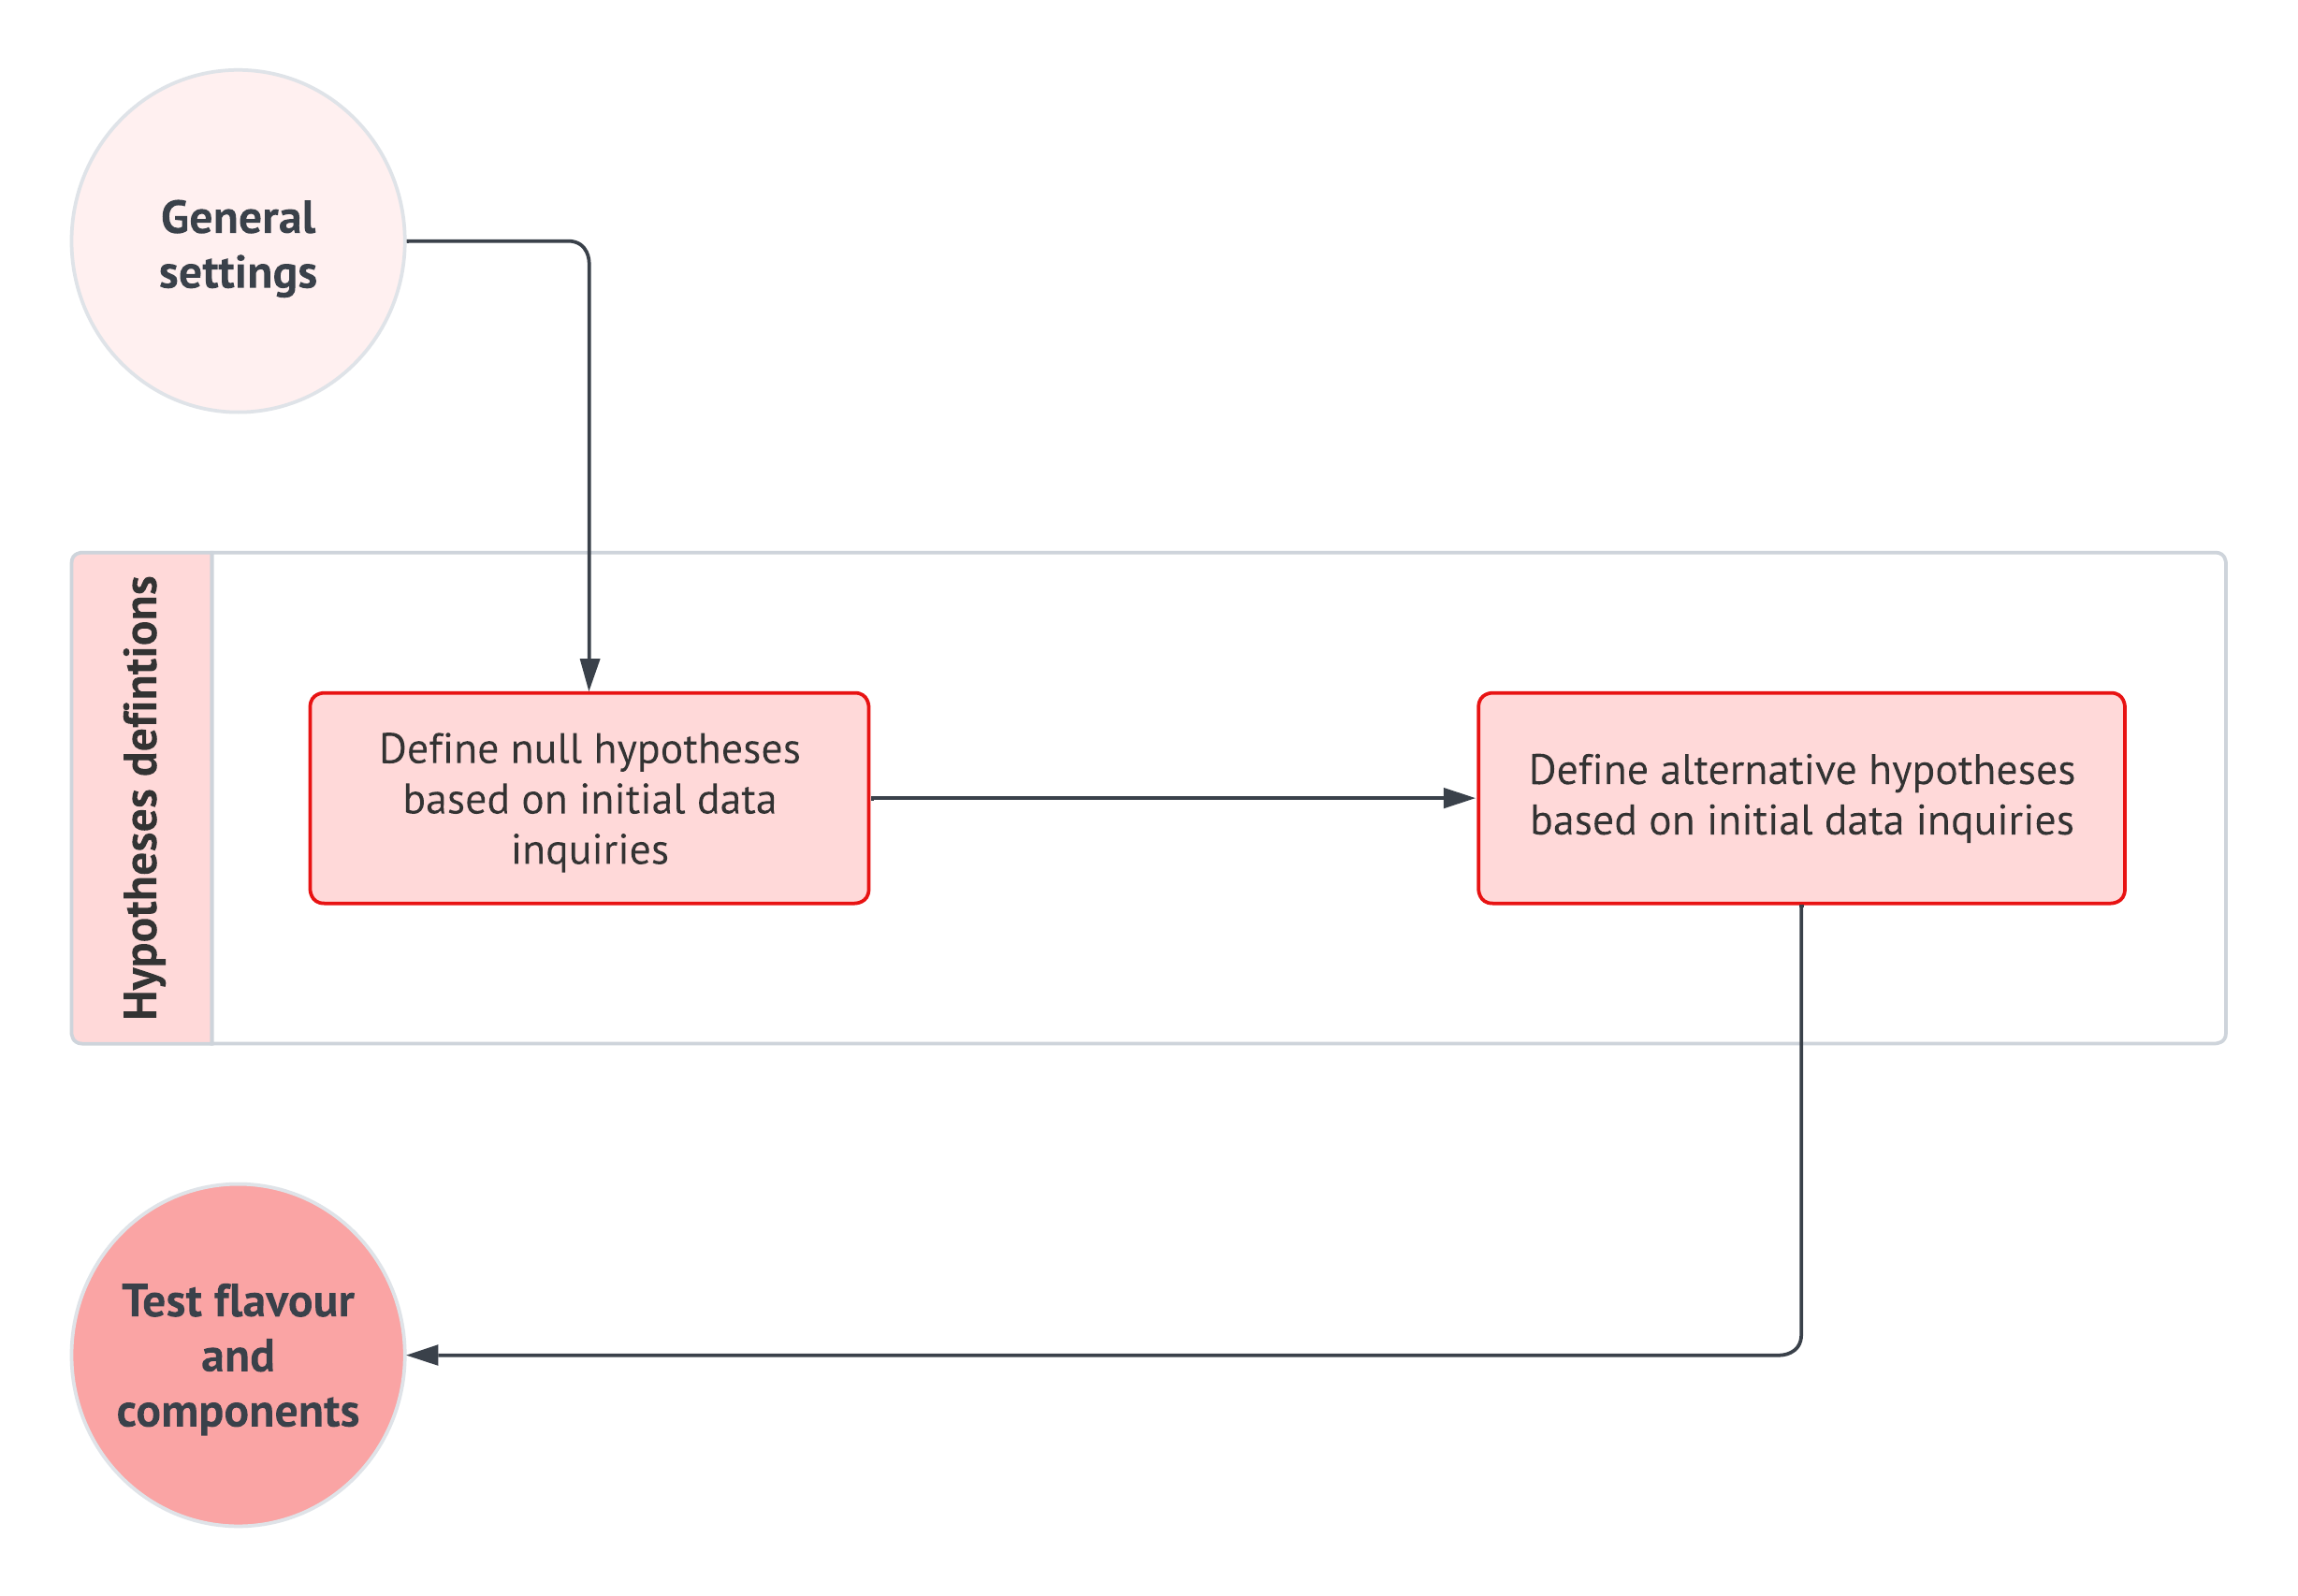 General
settings
Hypotheses defintions
Define null hypotheses
based on initial data
inquiries
Define alternative hypotheses
based on initial data inquiries
Test flavour
and
components